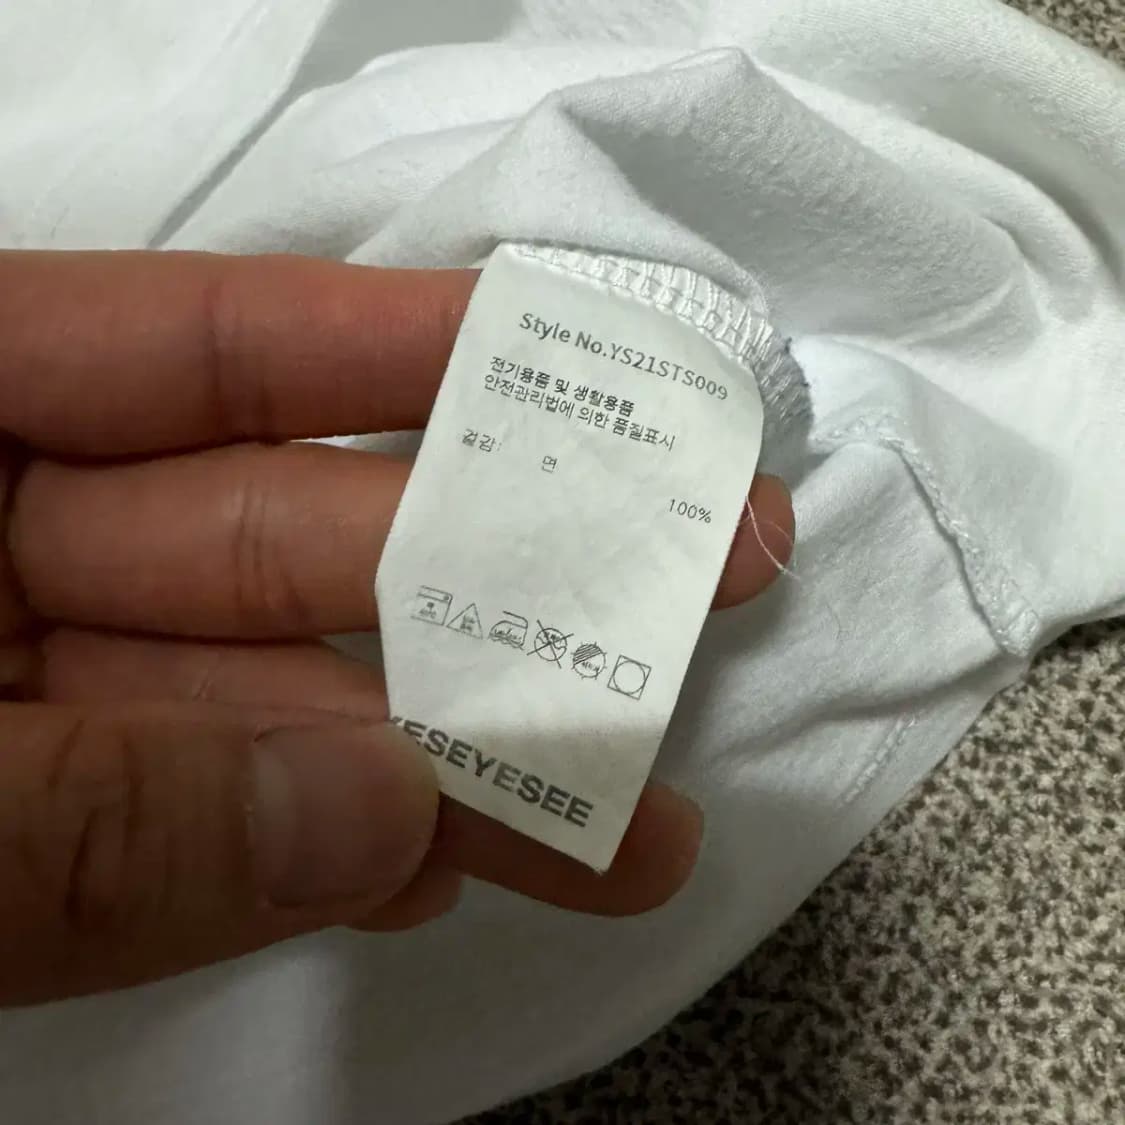 Style No.YS21STS009
전기용품 및 생활용품
안전관리법에 의한 품질표시
겉감: 면
100%
YESEYESEE